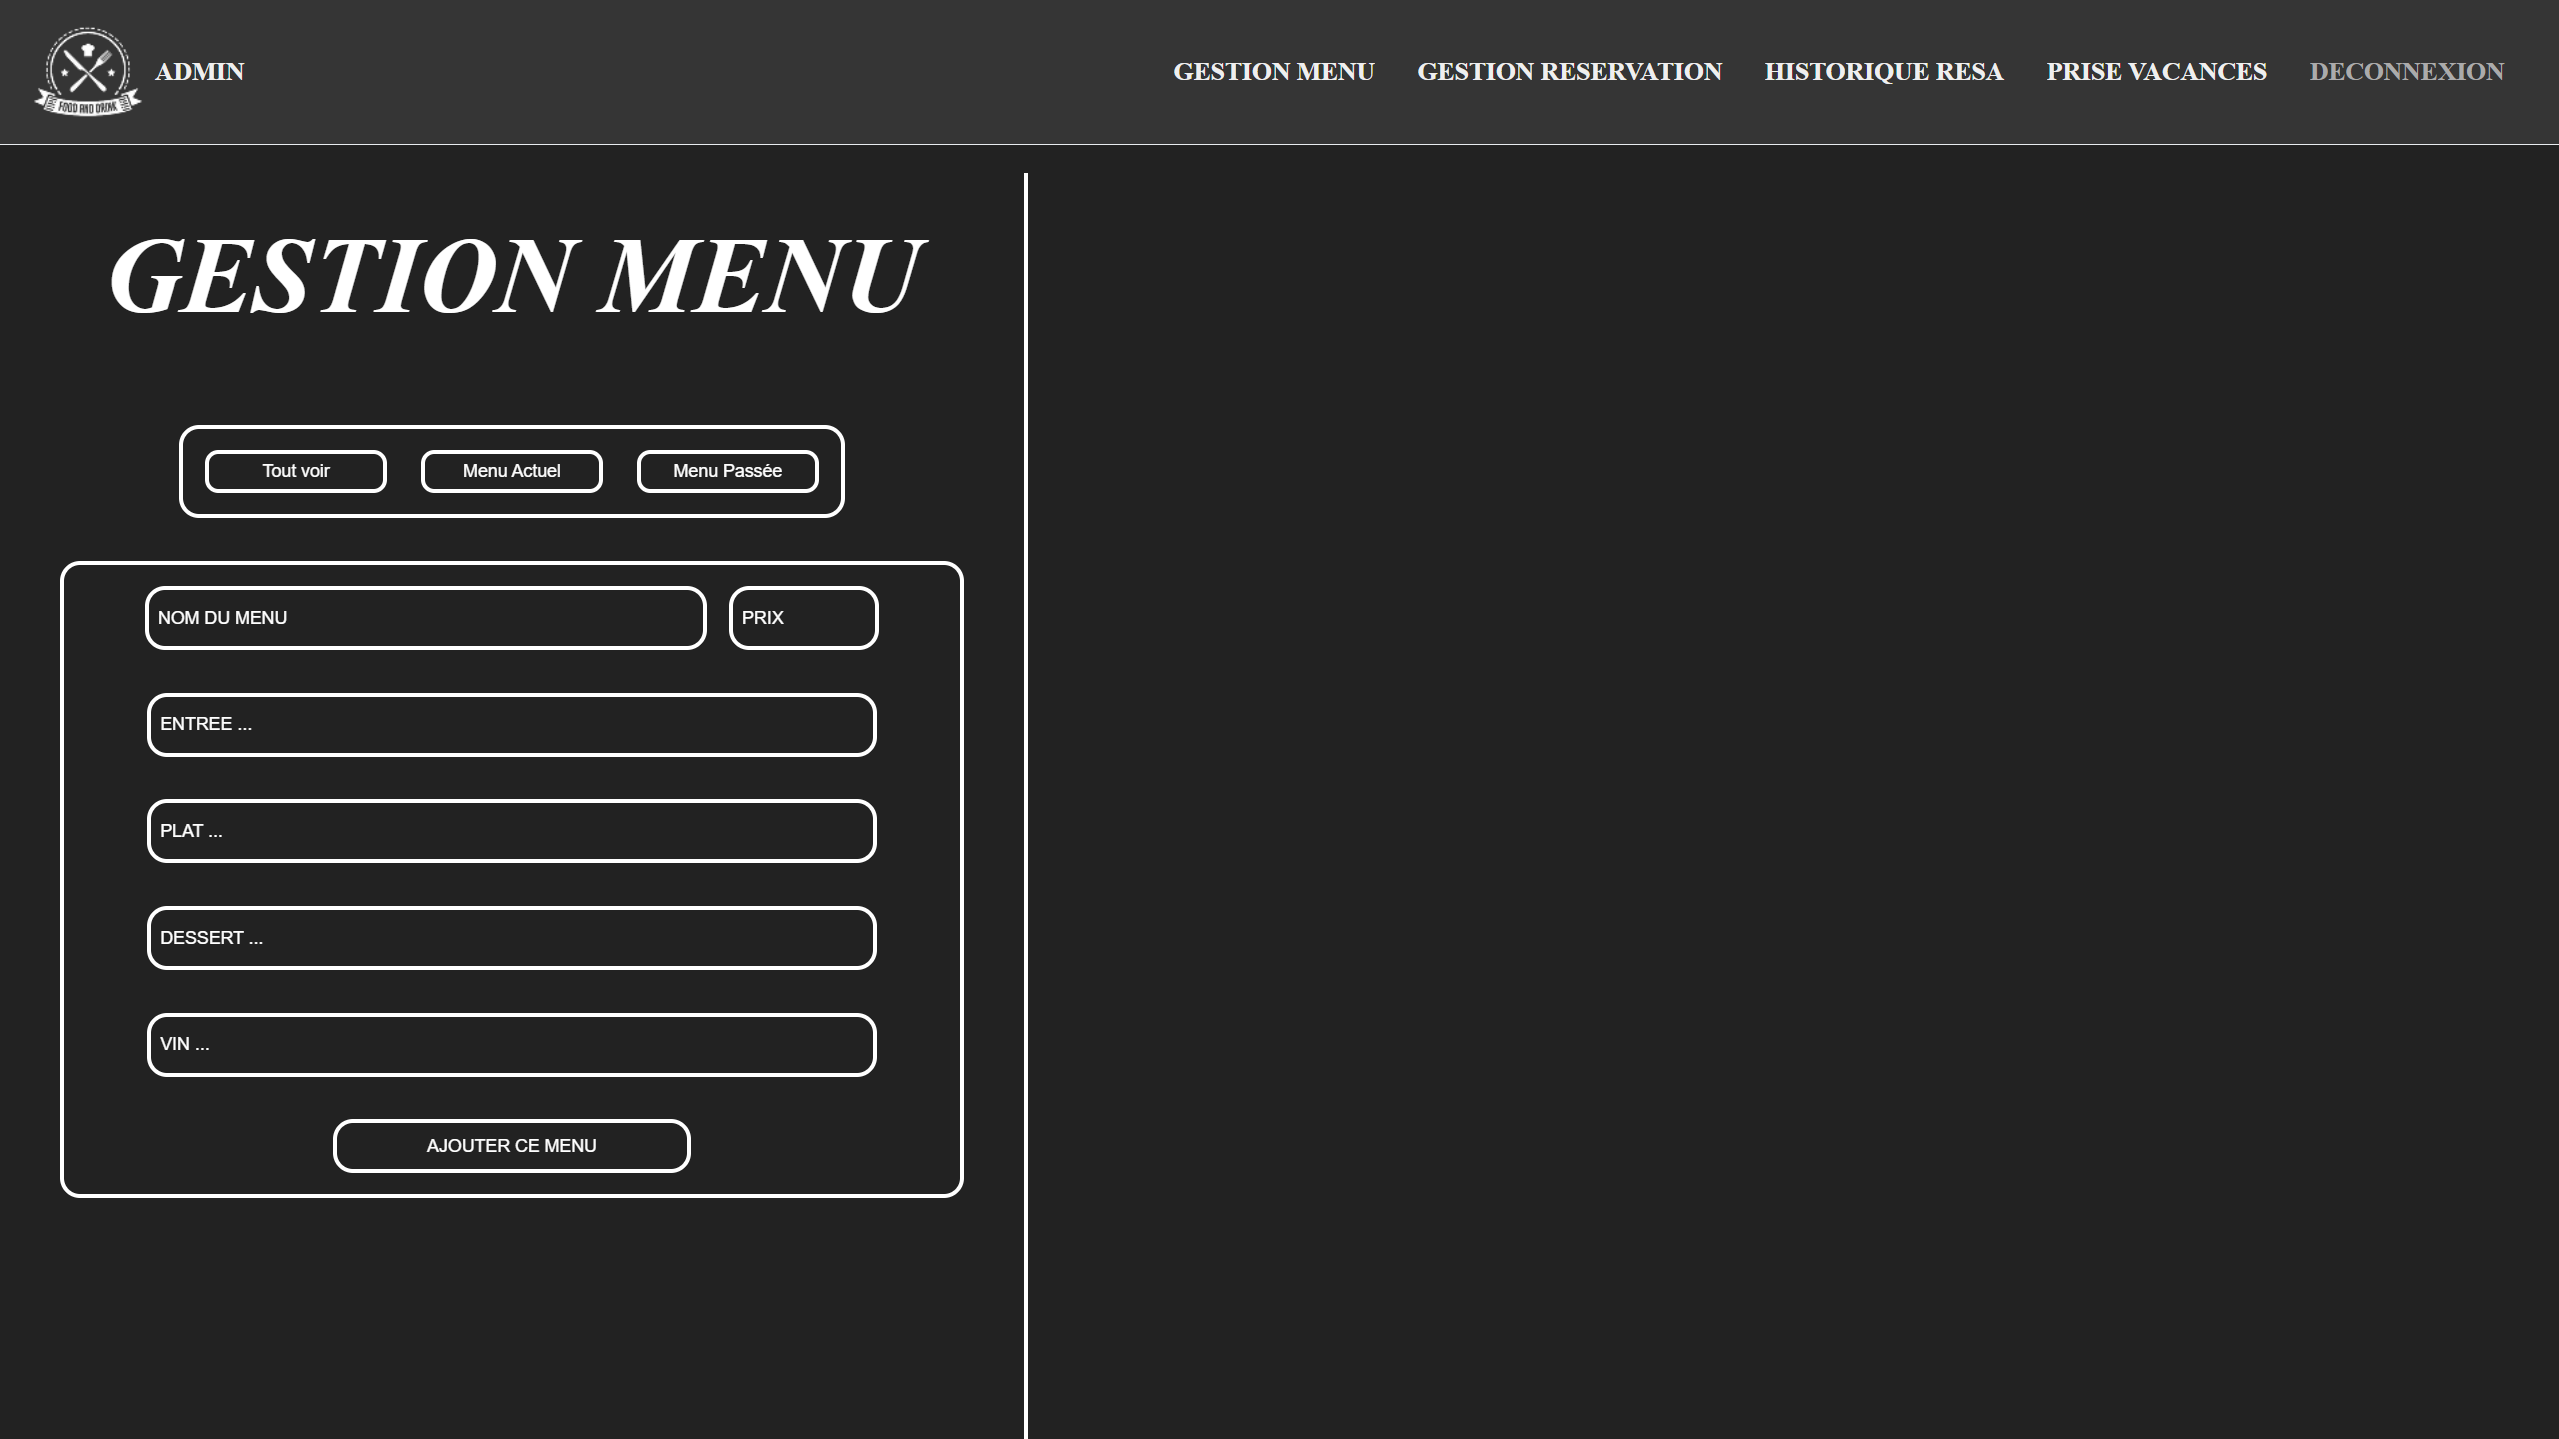 FOOD AND DRINK
ADMIN
GESTION MENU GESTION RESERVATION HISTORIQUE RESA PRISE VACANCES DECONNEXION
GESTION MENU
Tout voir Menu Actuel Menu Passée
NOM DU MENU PRIX
ENTREE ...
PLAT ...
DESSERT ...
VIN ...
AJOUTER CE MENU